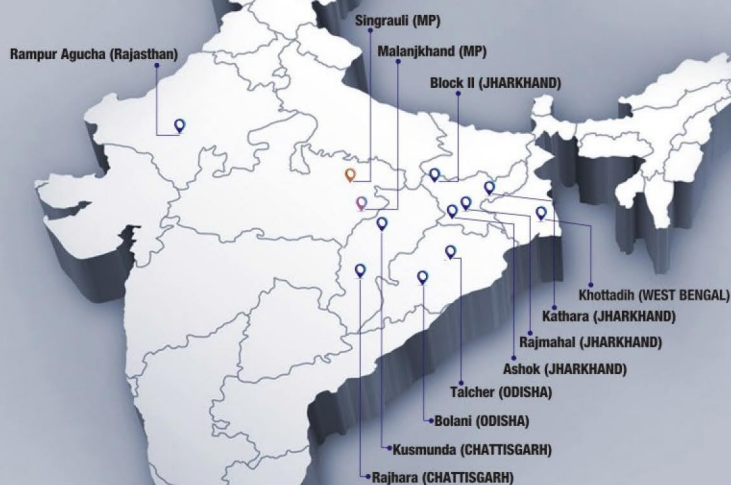 Singrauli (MP)
Rampur Agucha (Rajasthan)
Malanjkhand (MP)
Block II (JHARKHAND)
Khottadih (WEST BENGAL)
Kathara (JHARKHAND)
Rajmahal (JHARKHAND)
Ashok (JHARKHAND)
Talcher (ODISHA)
Bolani (ODISHA)
Kusmunda (CHATTISGARH)
Rajhara (CHATTISGARH)